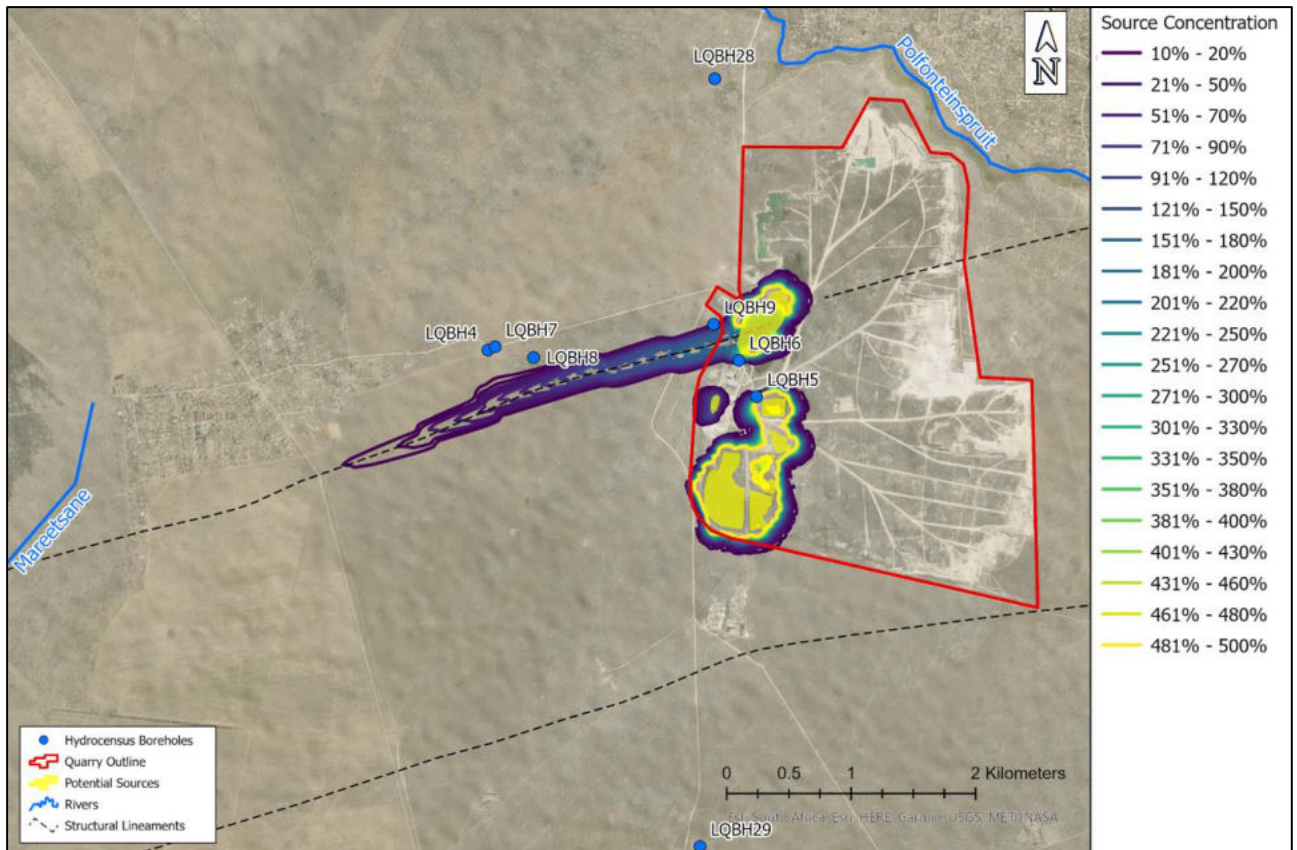 LQBH28
Polfonteinspruit
N
LQBH9
LQBH4
LQBH7
LQBH8
LQBH6
LQBH5
Mareetsane
LQBH29
Hydrocensus Boreholes
Quarry Outline
Potential Sources
Rivers
Structural Lineaments
0 0.5 1 2 Kilometers
Esri South Africa, Esri, HERE, Garmin, USGS, METI/NASA
Source Concentration
10% - 20%
21% - 50%
51% - 70%
71% - 90%
91% - 120%
121% - 150%
151% - 180%
181% - 200%
201% - 220%
221% - 250%
251% - 270%
271% - 300%
301% - 330%
331% - 350%
351% - 380%
381% - 400%
401% - 430%
431% - 460%
461% - 480%
481% - 500%